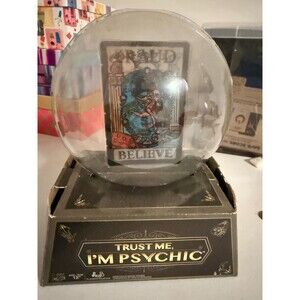 FRAUD
BELIEVE
TRUST ME,
I'M PSYCHIC